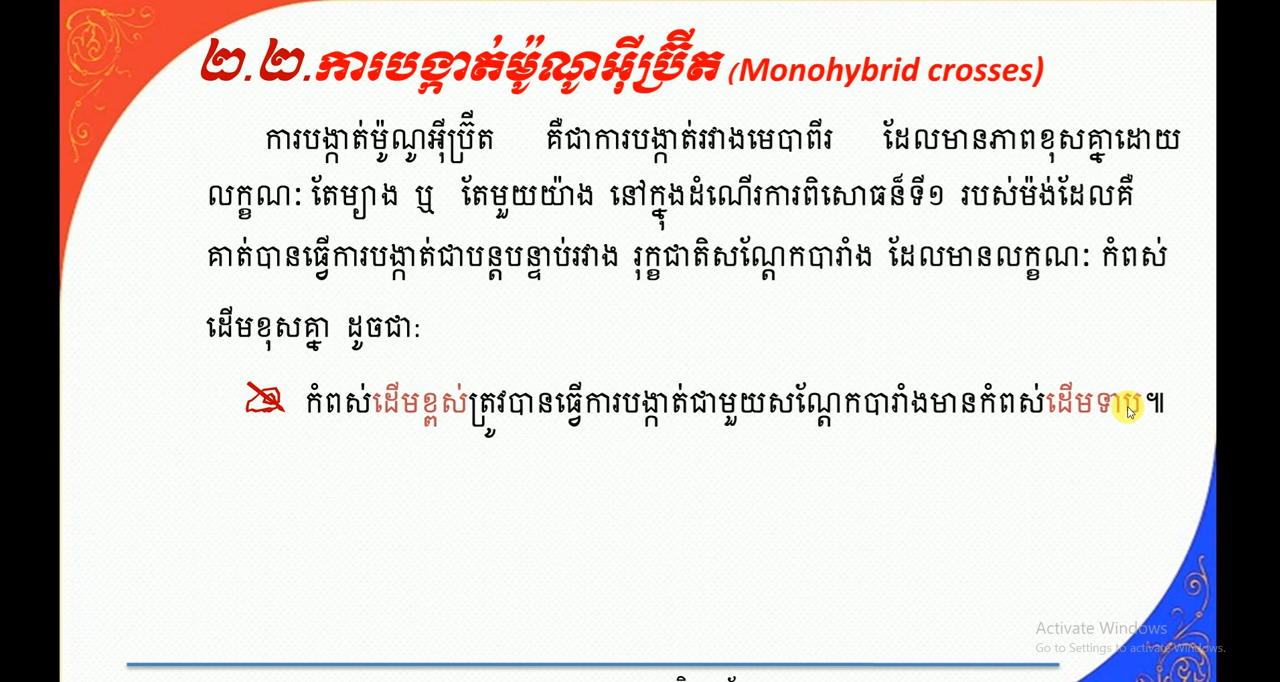 ២.២.ការបង្កាត់ម៉ូណូអ៊ីប្រ៊ីត (Monohybrid crosses)
ការបង្កាត់ម៉ូណូអ៊ីប្រ៊ីត គឺជាការបង្កាត់រវាងមេបាពីរ ដែលមានភាពខុសគ្នាដោយ
លក្ខណៈ តែម្យាង ឬ តែមួយយ៉ាង នៅក្នុងដំណើរការពិសោធន៍ទី១ របស់ម៉ង់ដែលគឺ
គាត់បានធ្វើការបង្កាត់ជាបន្តបន្ទាប់រវាង រុក្ខជាតិសណ្តែកបារាំង ដែលមានលក្ខណៈ កំពស់
ដើមខុសគ្នា ដូចជា:
កំពស់ដើមខ្ពស់ត្រូវបានធ្វើការបង្កាត់ជាមួយសណ្តែកបារាំងមានកំពស់ដើមទាប៕
Activate Windows
Go to Settings to activate Windows.